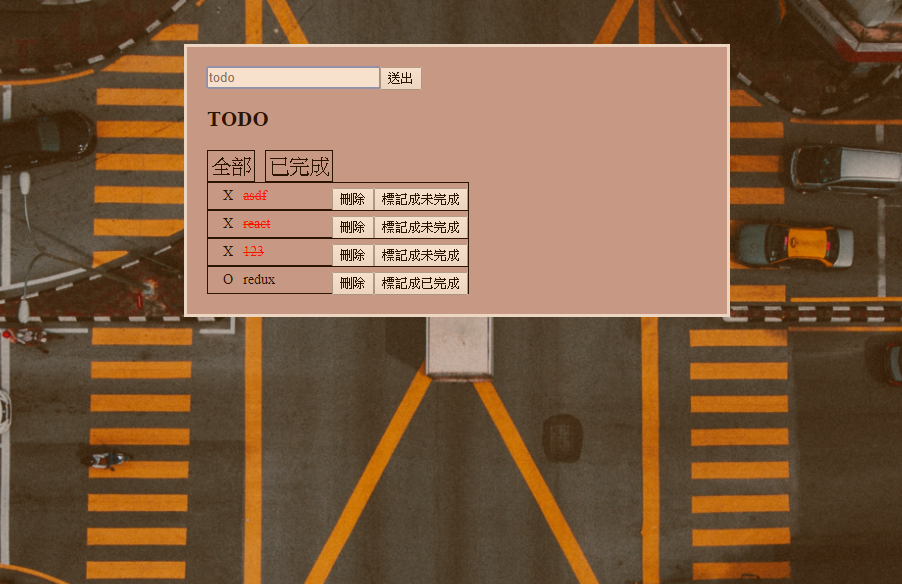 todo 送出
TODO
全部 已完成
X asdf 刪除 標記成未完成
X react 刪除 標記成未完成
X 123 刪除 標記成未完成
O redux 刪除 標記成已完成